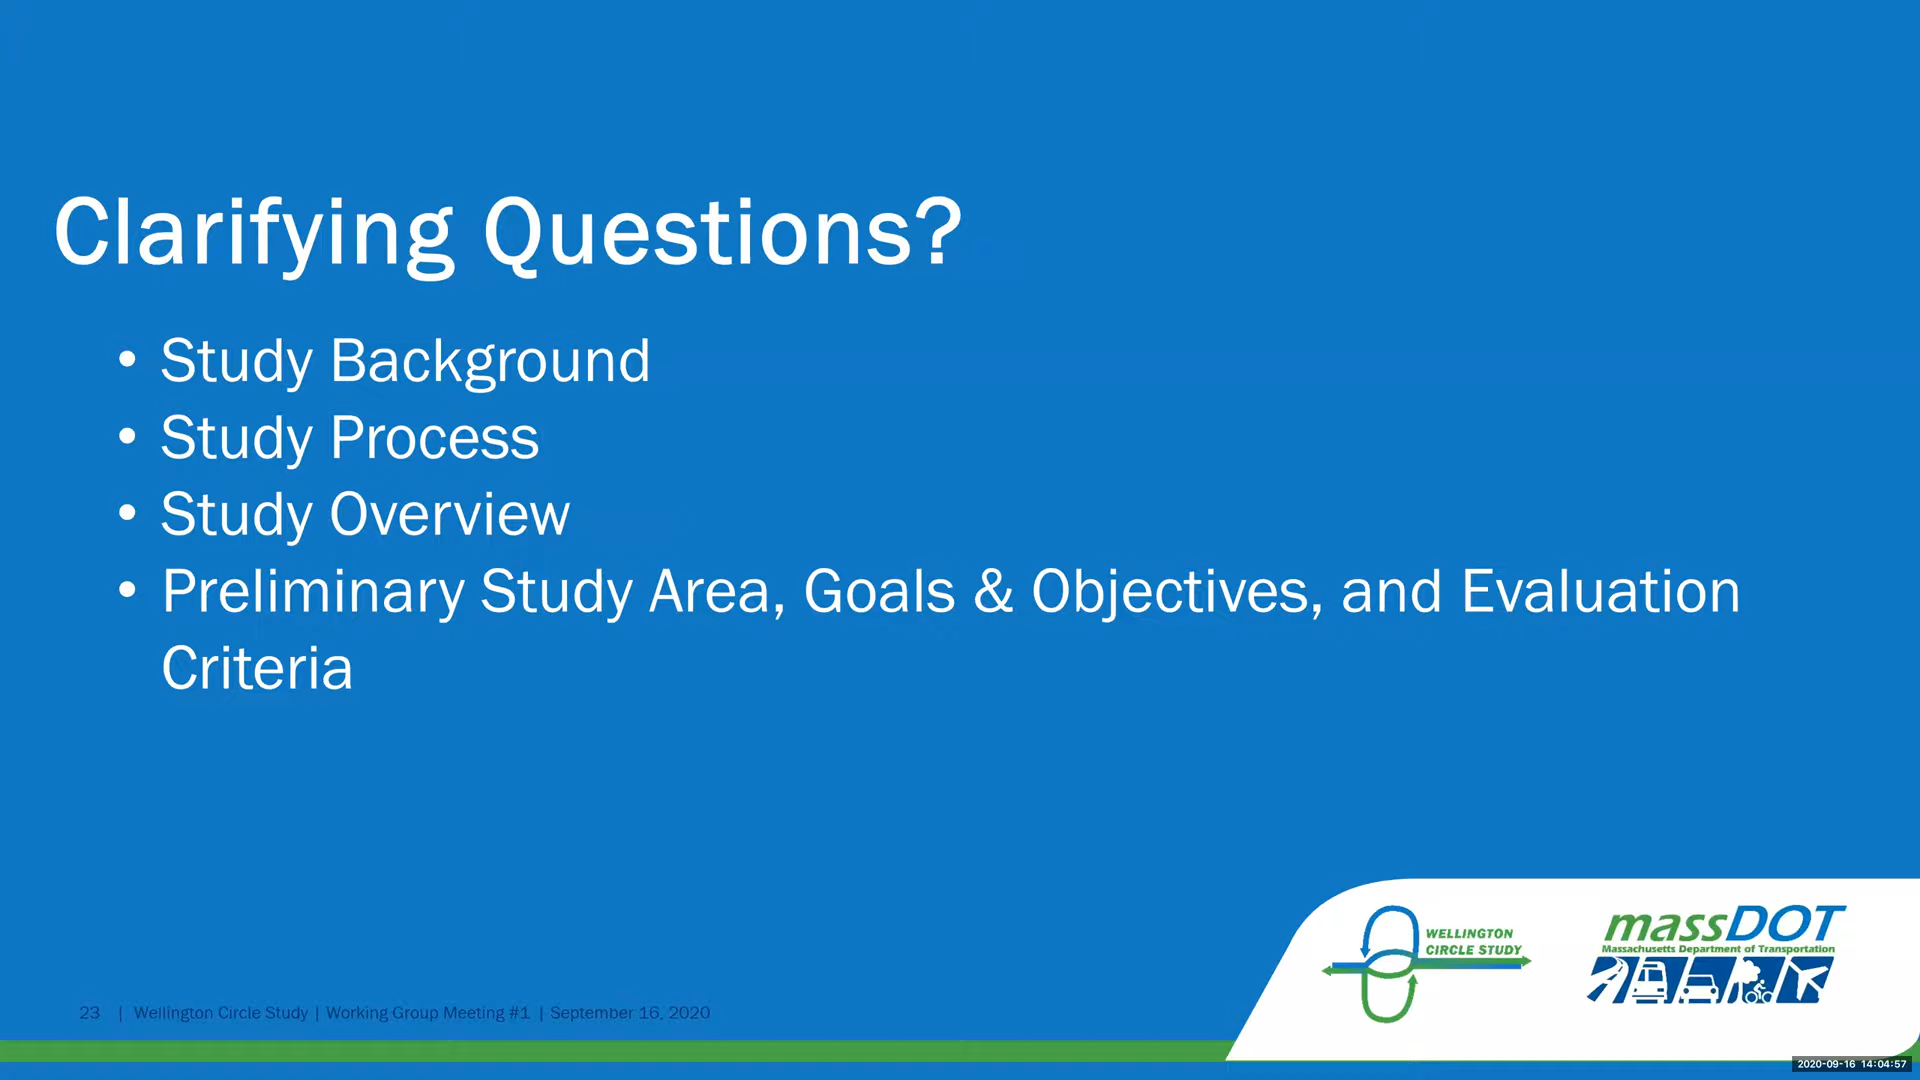 Clarifying Questions?
• Study Background
• Study Process
• Study Overview
• Preliminary Study Area, Goals & Objectives, and Evaluation
Criteria
WELLINGTON
CIRCLE STUDY
massDOT
Massachusetts Department of Transportation
23 | Wellington Circle Study | Working Group Meeting #1 | September 16, 2020
2020-09-16 14:04:57